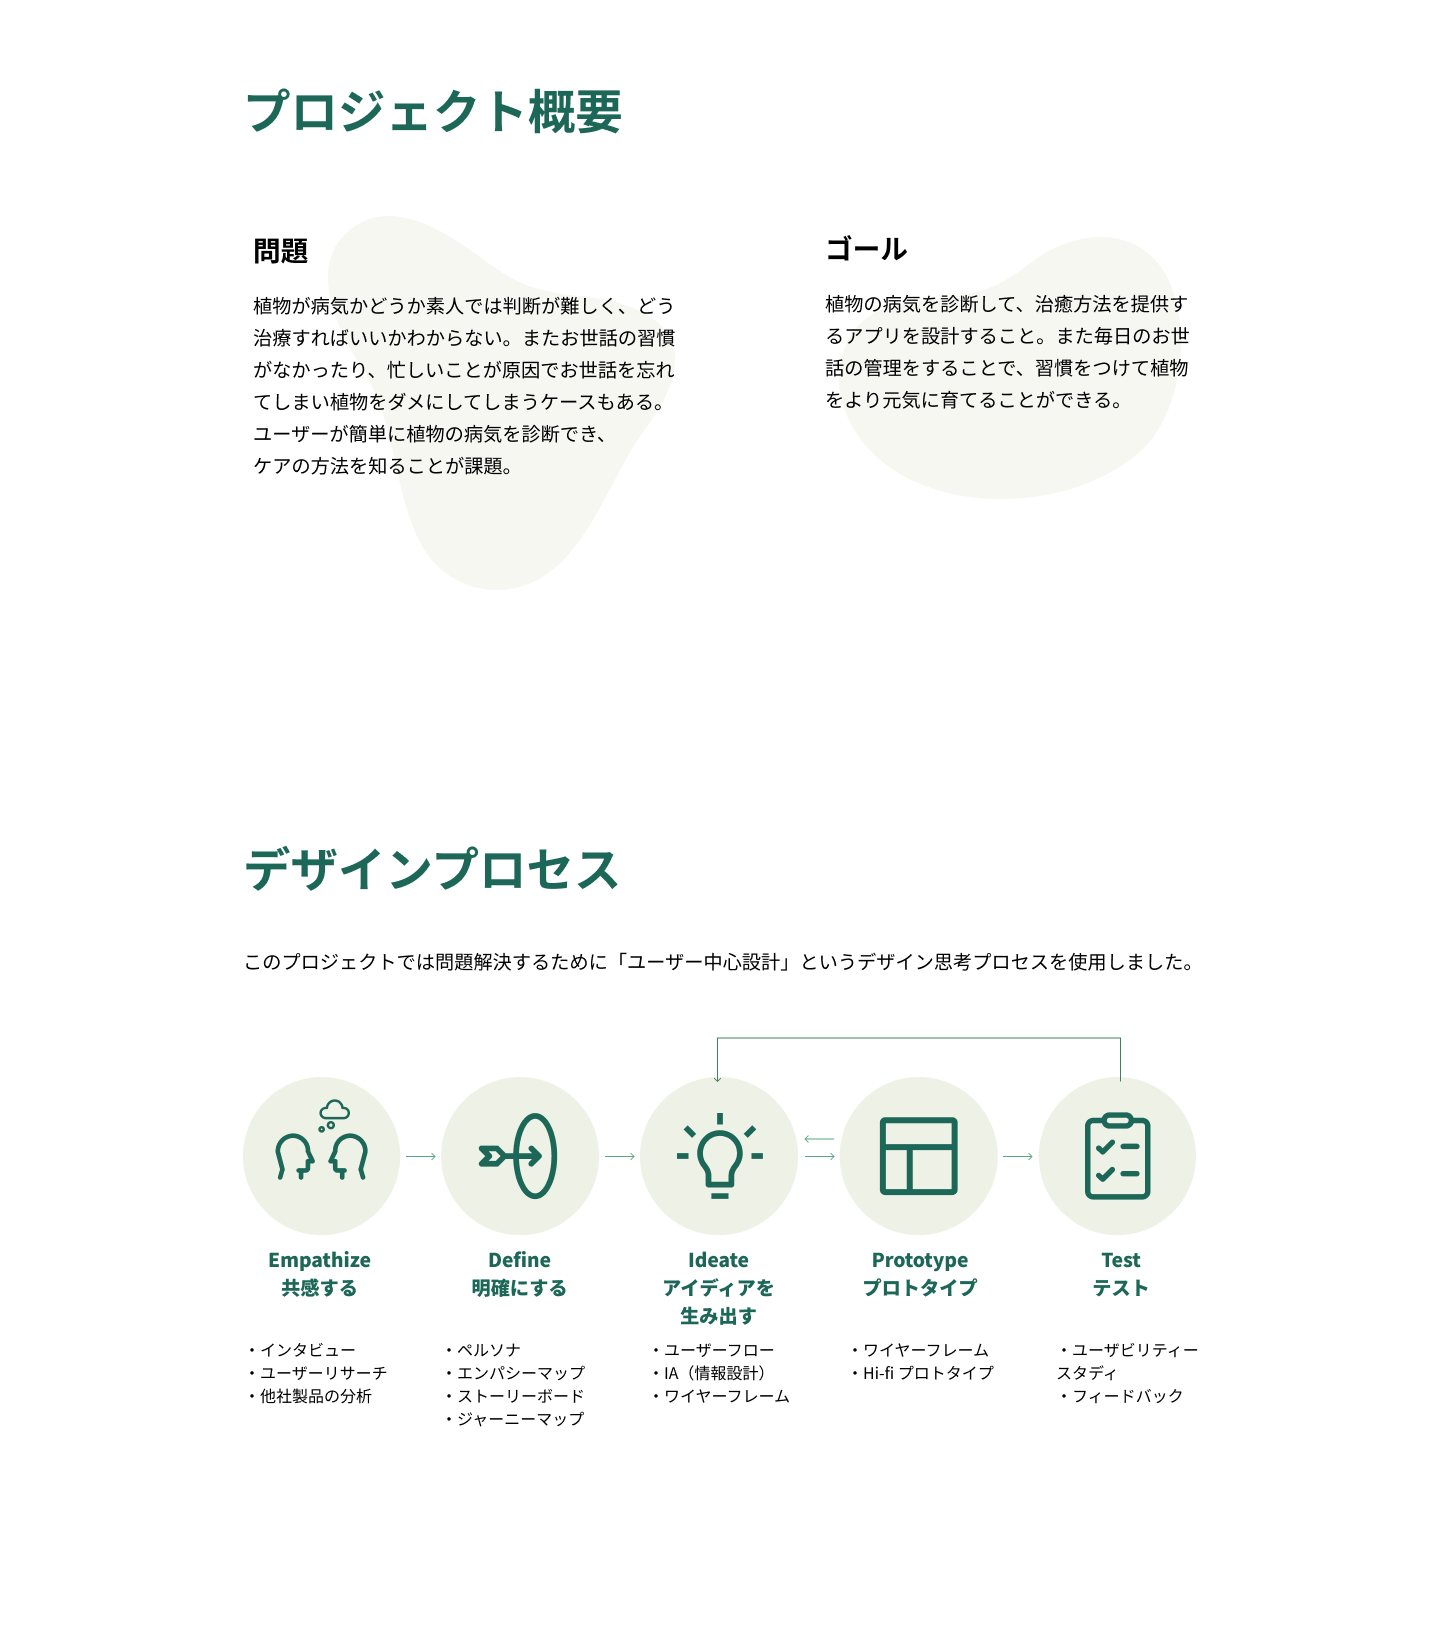 プロジェクト概要
問題
植物が病気かどうか素人では判断が難しく、どう
治療すればいいかわからない。またお世話の習慣
がなかったり、忙しいことが原因でお世話を忘れ
てしまい植物をダメにしてしまうケースもある。
ユーザーが簡単に植物の病気を診断でき、
ケアの方法を知ることが課題。
ゴール
植物の病気を診断して、治癒方法を提供す
るアプリを設計すること。また毎日のお世
話の管理をすることで、習慣をつけて植物
をより元気に育てることができる。
デザインプロセス
このプロジェクトでは問題解決するために「ユーザー中心設計」というデザイン思考プロセスを使用しました。
Empathize
共感する
・インタビュー
・ユーザーリサーチ
・他社製品の分析
Define
明確にする
・ペルソナ
・エンパシーマップ
・ストーリーボード
・ジャーニーマップ
Ideate
アイディアを
生み出す
・ユーザーフロー
・IA（情報設計）
・ワイヤーフレーム
Prototype
プロトタイプ
・ワイヤーフレーム
・Hi-fi プロトタイプ
Test
テスト
・ユーザビリティー
スタディ
・フィードバック